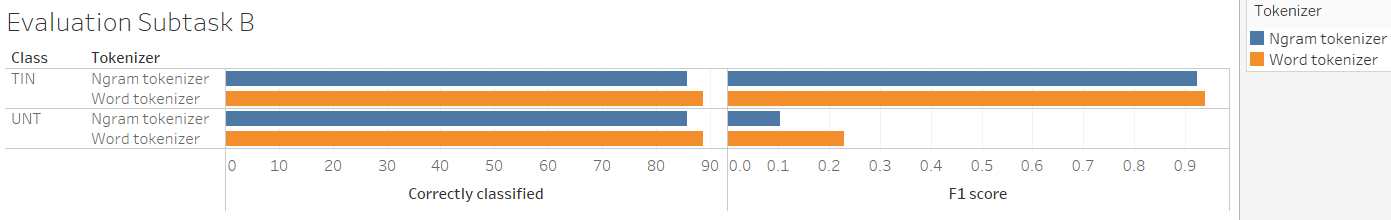 Evaluation Subtask B
Class Tokenizer
TIN Ngram tokenizer
Word tokenizer
UNT Ngram tokenizer
Word tokenizer
0 10 20 30 40 50 60 70 80 90 0.0 0.1 0.2 0.3 0.4 0.5 0.6 0.7 0.8 0.9
Correctly classified F1 score
Tokenizer
Ngram tokenizer
Word tokenizer